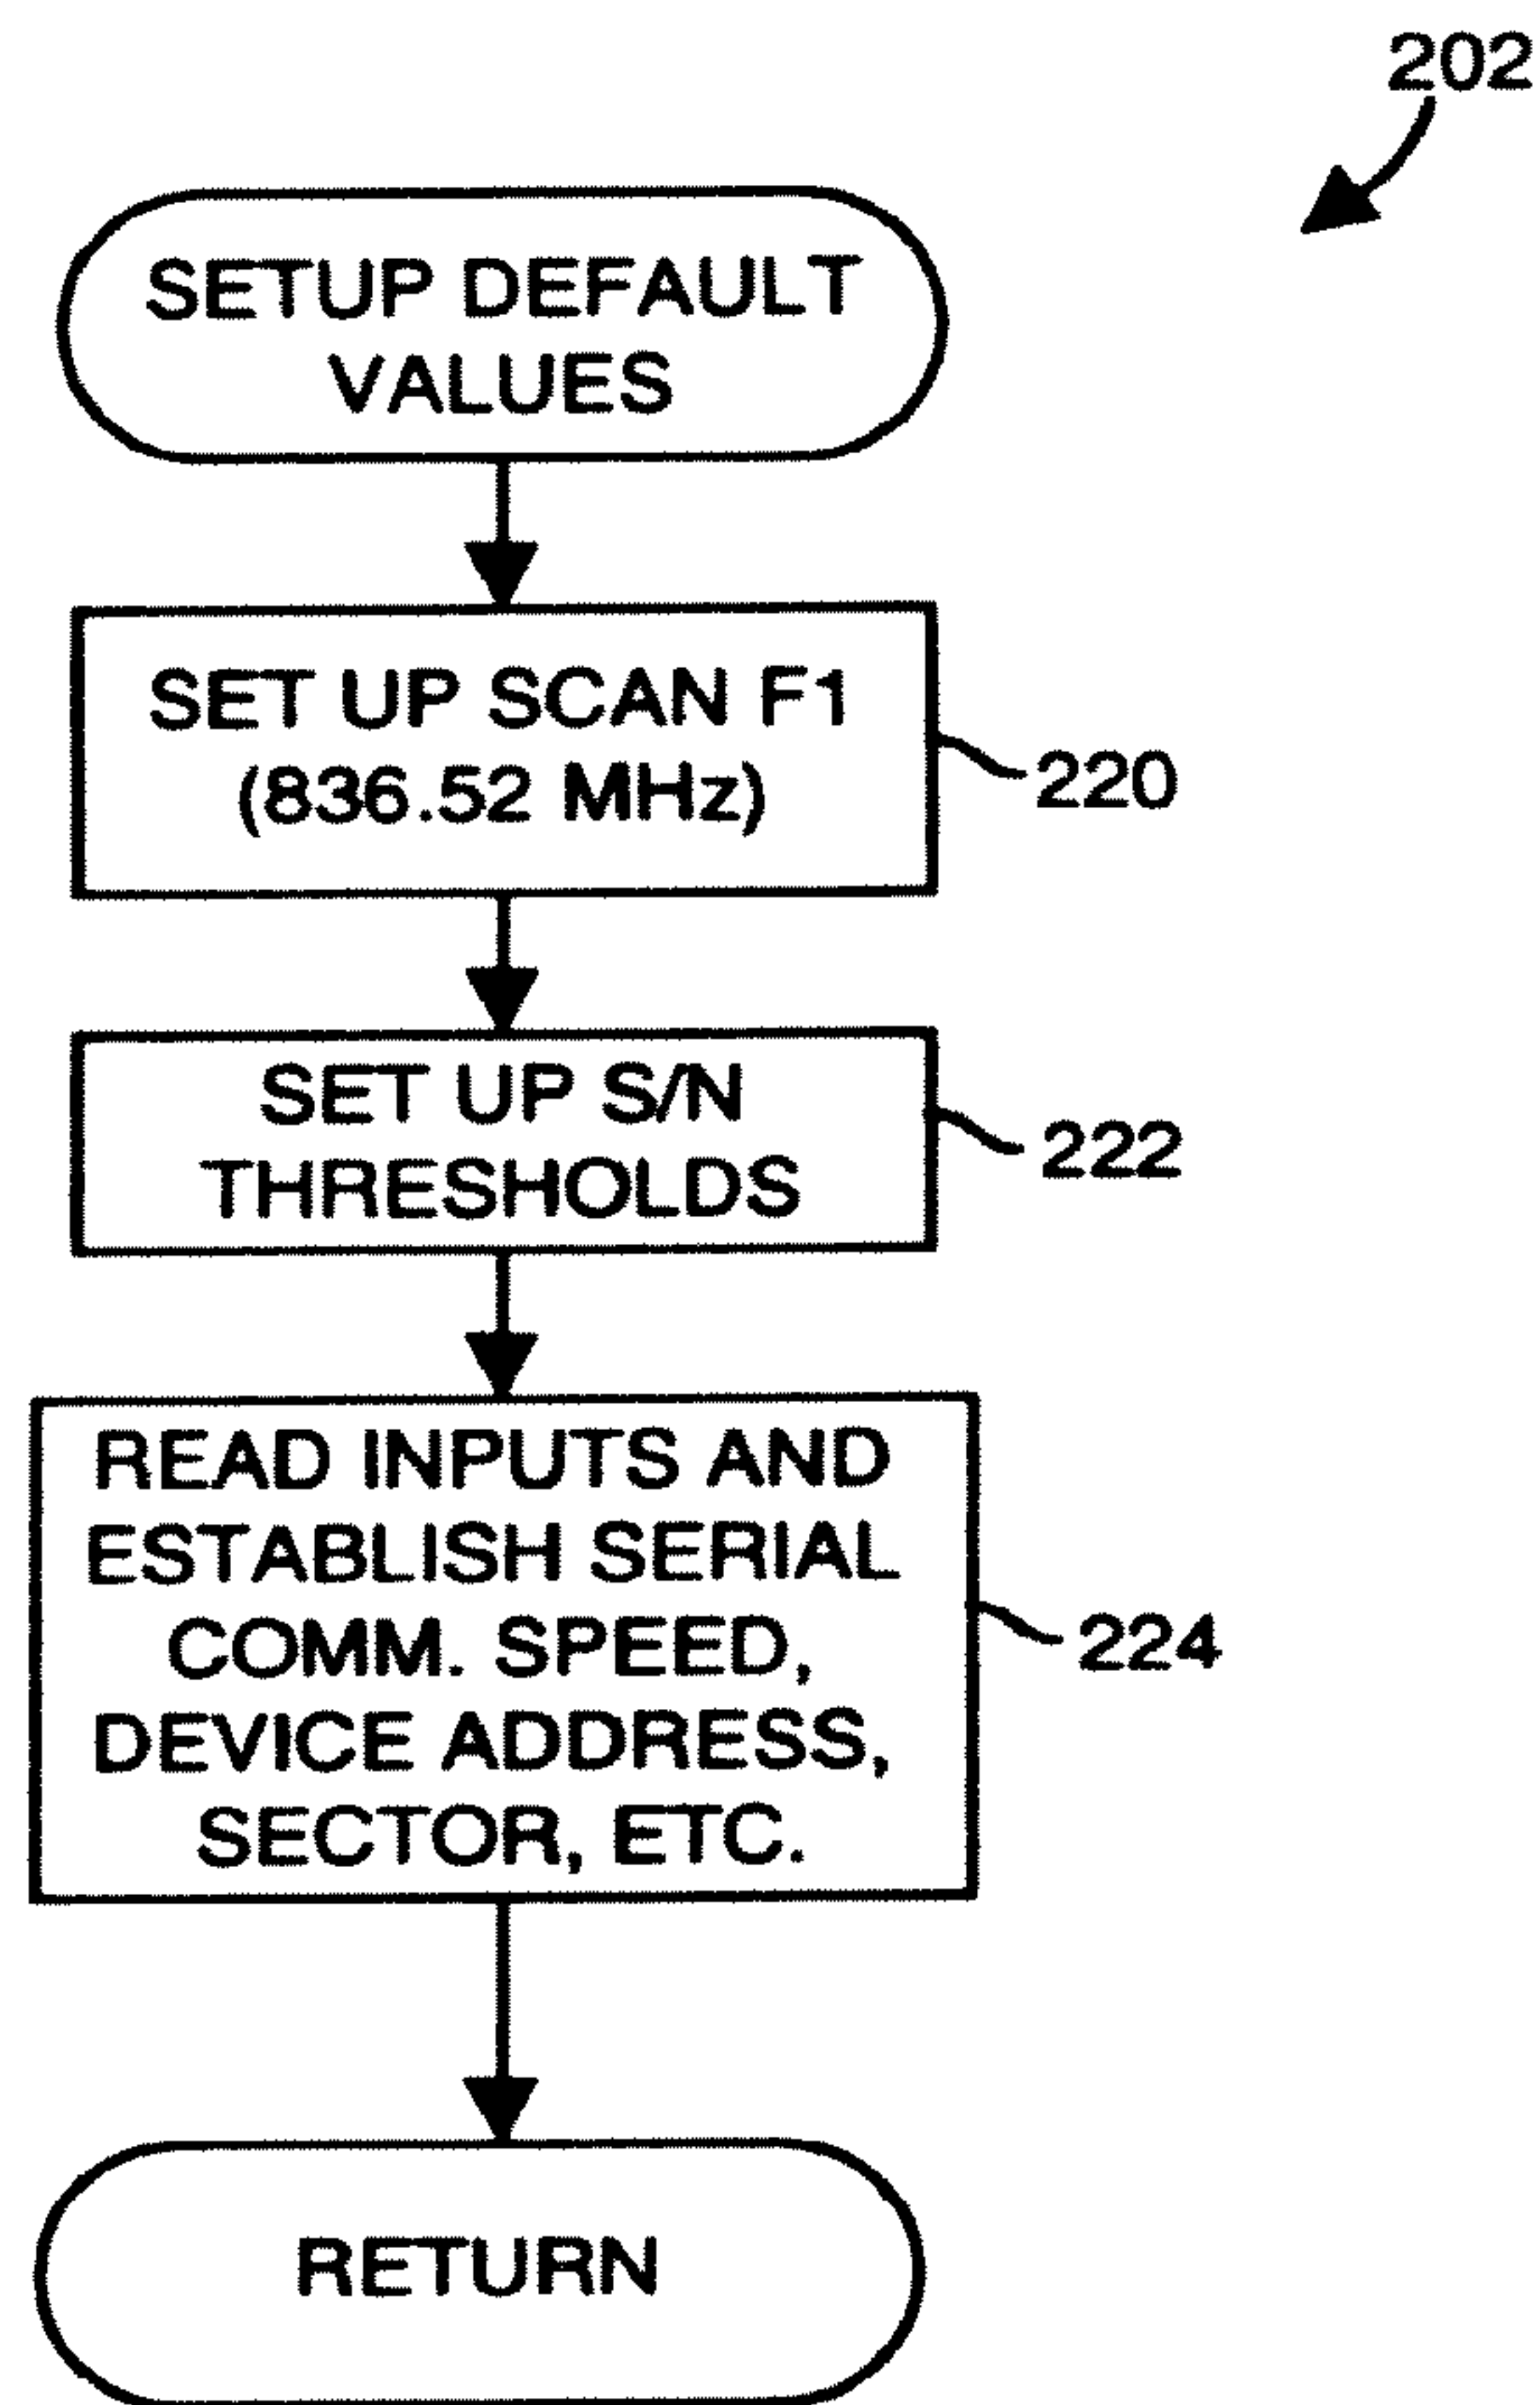 202
SETUP DEFAULT
VALUES
SET UP SCAN F1
(836.52 MHz)
220
SET UP S/N
THRESHOLDS
222
READ INPUTS AND
ESTABLISH SERIAL
COMM. SPEED,
DEVICE ADDRESS,
SECTOR, ETC.
224
RETURN